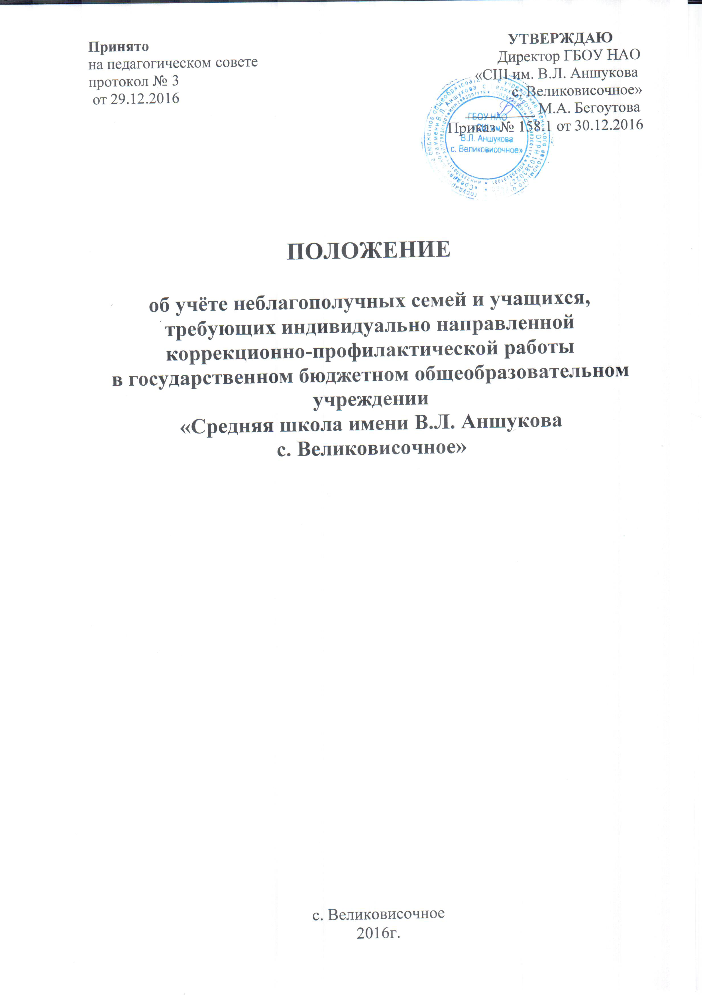 Принято
на педагогическом совете
протокол № 3
от 29.12.2016
УТВЕРЖДАЮ
Директор ГБОУ НАО
«СШ им. В.Л. Аншукова
с. Великовисочное»
М.А. Бегоутова
Приказ № 158.1 от 30.12.2016
ГБОУ НАО
«СШ им.
В.Л. Аншукова
с. Великовисочное»
ПОЛОЖЕНИЕ
об учёте неблагополучных семей и учащихся,
требующих индивидуально направленной
коррекционно-профилактической работы
в государственном бюджетном общеобразовательном
учреждении
«Средняя школа имени В.Л. Аншукова
с. Великовисочное»
с. Великовисочное
2016г.